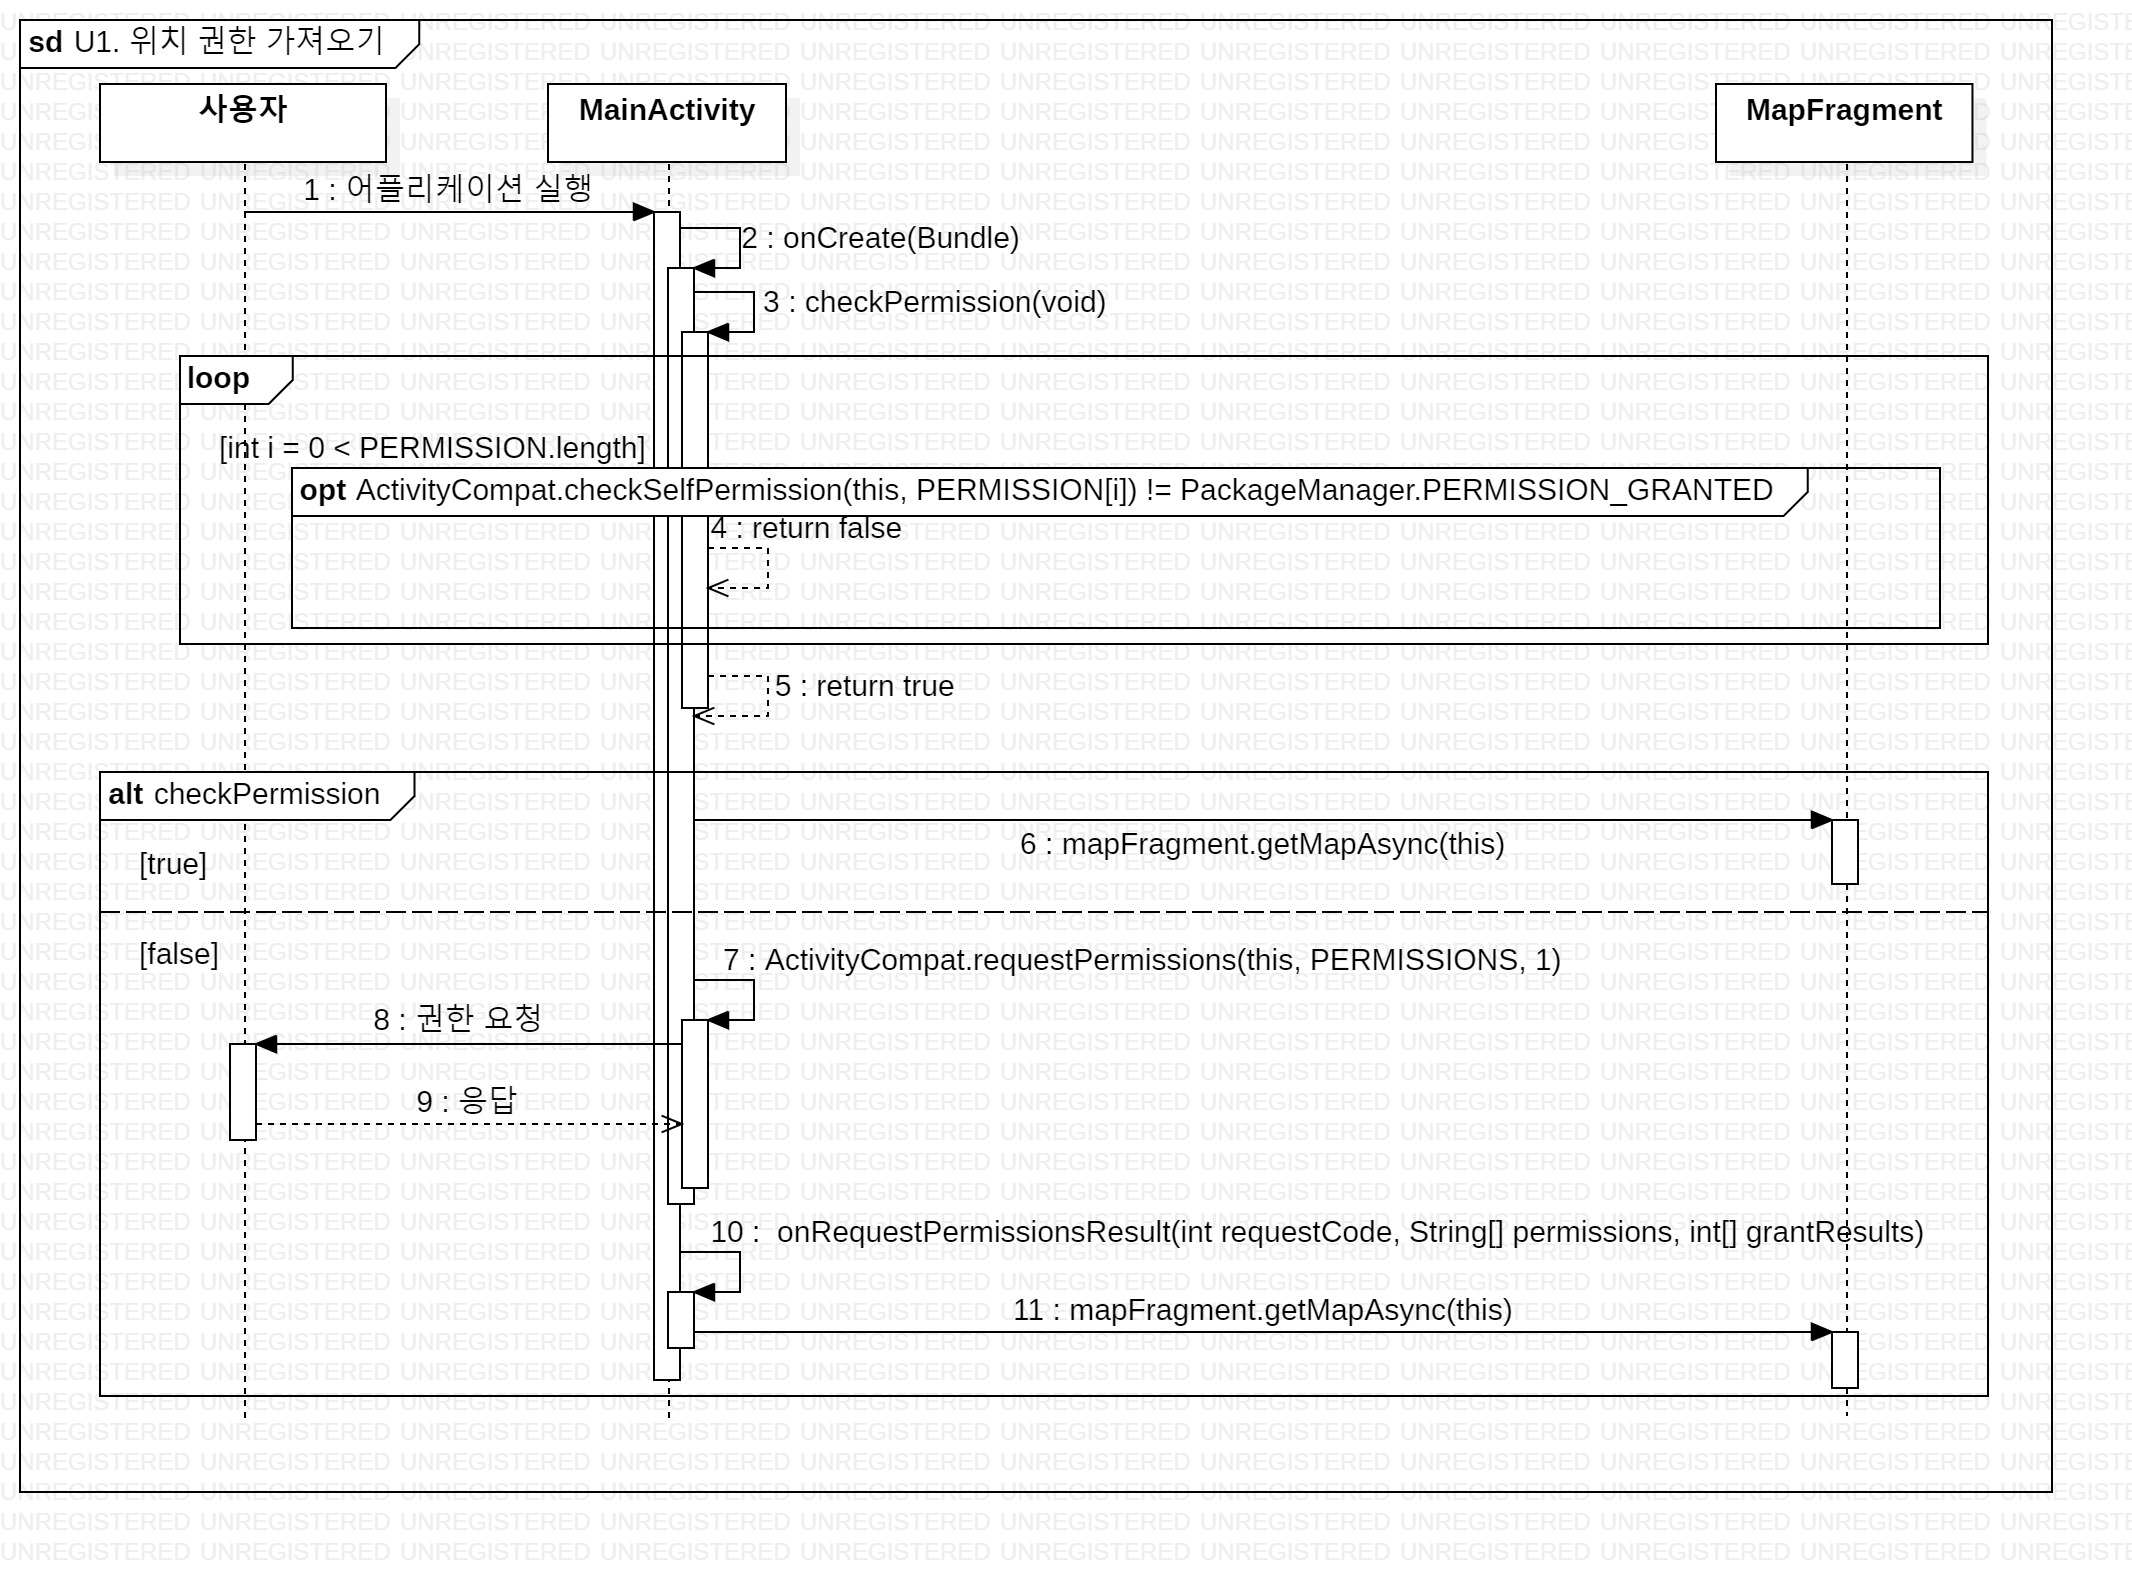 sd U1. 위치 권한 가져오기
사용자
MainActivity
MapFragment
1 : 어플리케이션 실행
2 : onCreate(Bundle)
3 : checkPermission(void)
loop
[int i = 0 < PERMISSION.length]
opt ActivityCompat.checkSelfPermission(this, PERMISSION[i]) != PackageManager.PERMISSION_GRANTED
4 : return false
5 : return true
alt checkPermission
6 : mapFragment.getMapAsync(this)
[true]
[false]
7 : ActivityCompat.requestPermissions(this, PERMISSIONS, 1)
8 : 권한 요청
9 : 응답
10 :  onRequestPermissionsResult(int requestCode, String[] permissions, int[] grantResults)
11 : mapFragment.getMapAsync(this)
UNREGISTERED